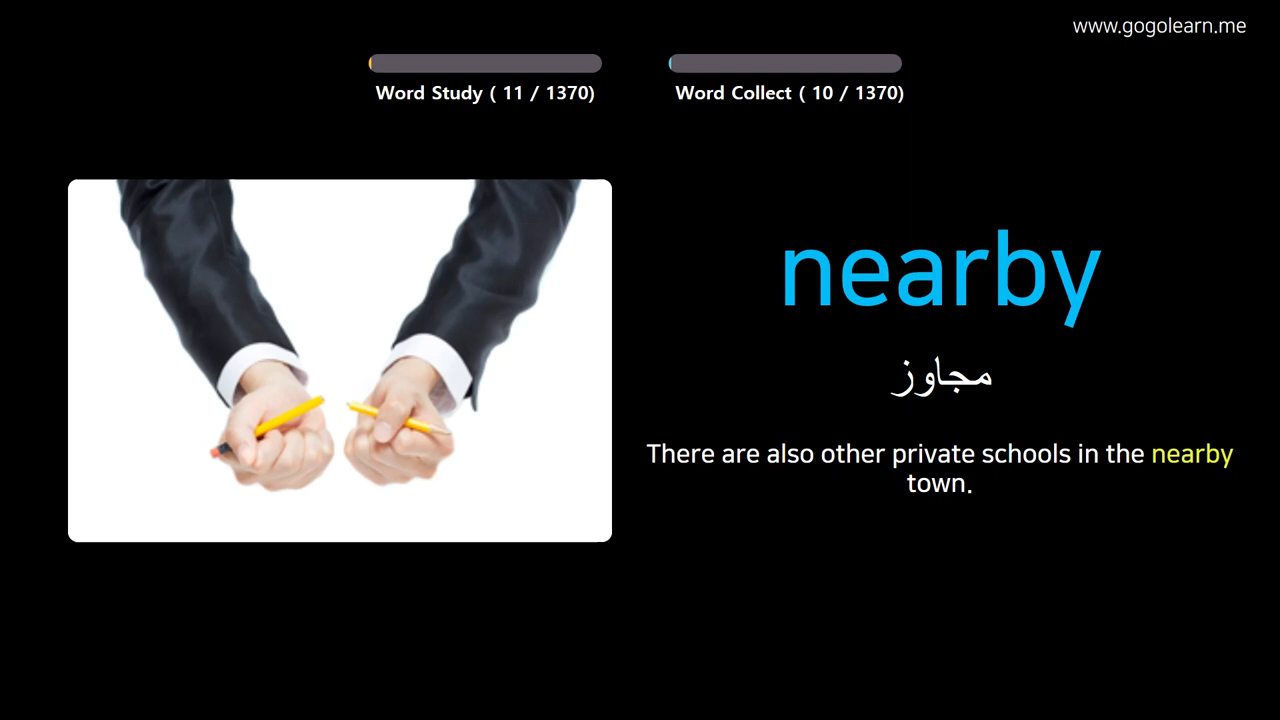 www.gogolearn.me
Word Study ( 11 / 1370)
Word Collect ( 10 / 1370)
nearby
مجاوز
There are also other private schools in the nearby
town.